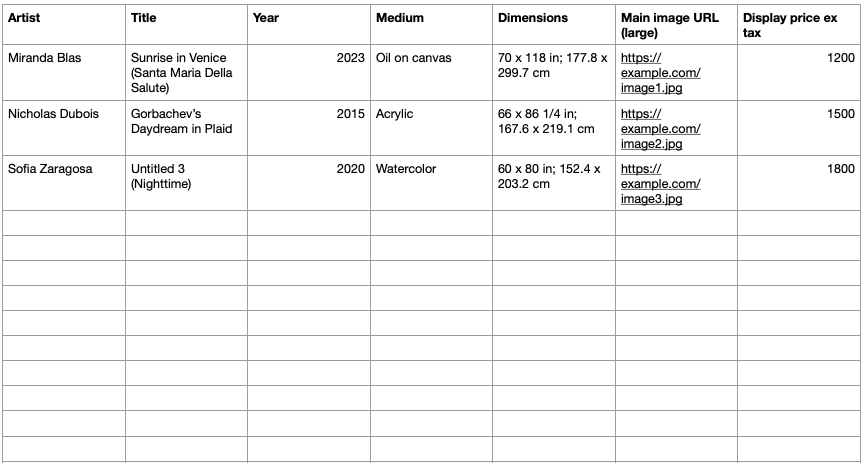 Artist Title Year Medium Dimensions Main image URL (large) Display price ex tax
Miranda Blas Sunrise in Venice (Santa Maria Della Salute) 2023 Oil on canvas 70 x 118 in; 177.8 x 299.7 cm https://example.com/image1.jpg 1200
Nicholas Dubois Gorbachev’s Daydream in Plaid 2015 Acrylic 66 x 86 1/4 in; 167.6 x 219.1 cm https://example.com/image2.jpg 1500
Sofia Zaragosa Untitled 3 (Nighttime) 2020 Watercolor 60 x 80 in; 152.4 x 203.2 cm https://example.com/image3.jpg 1800